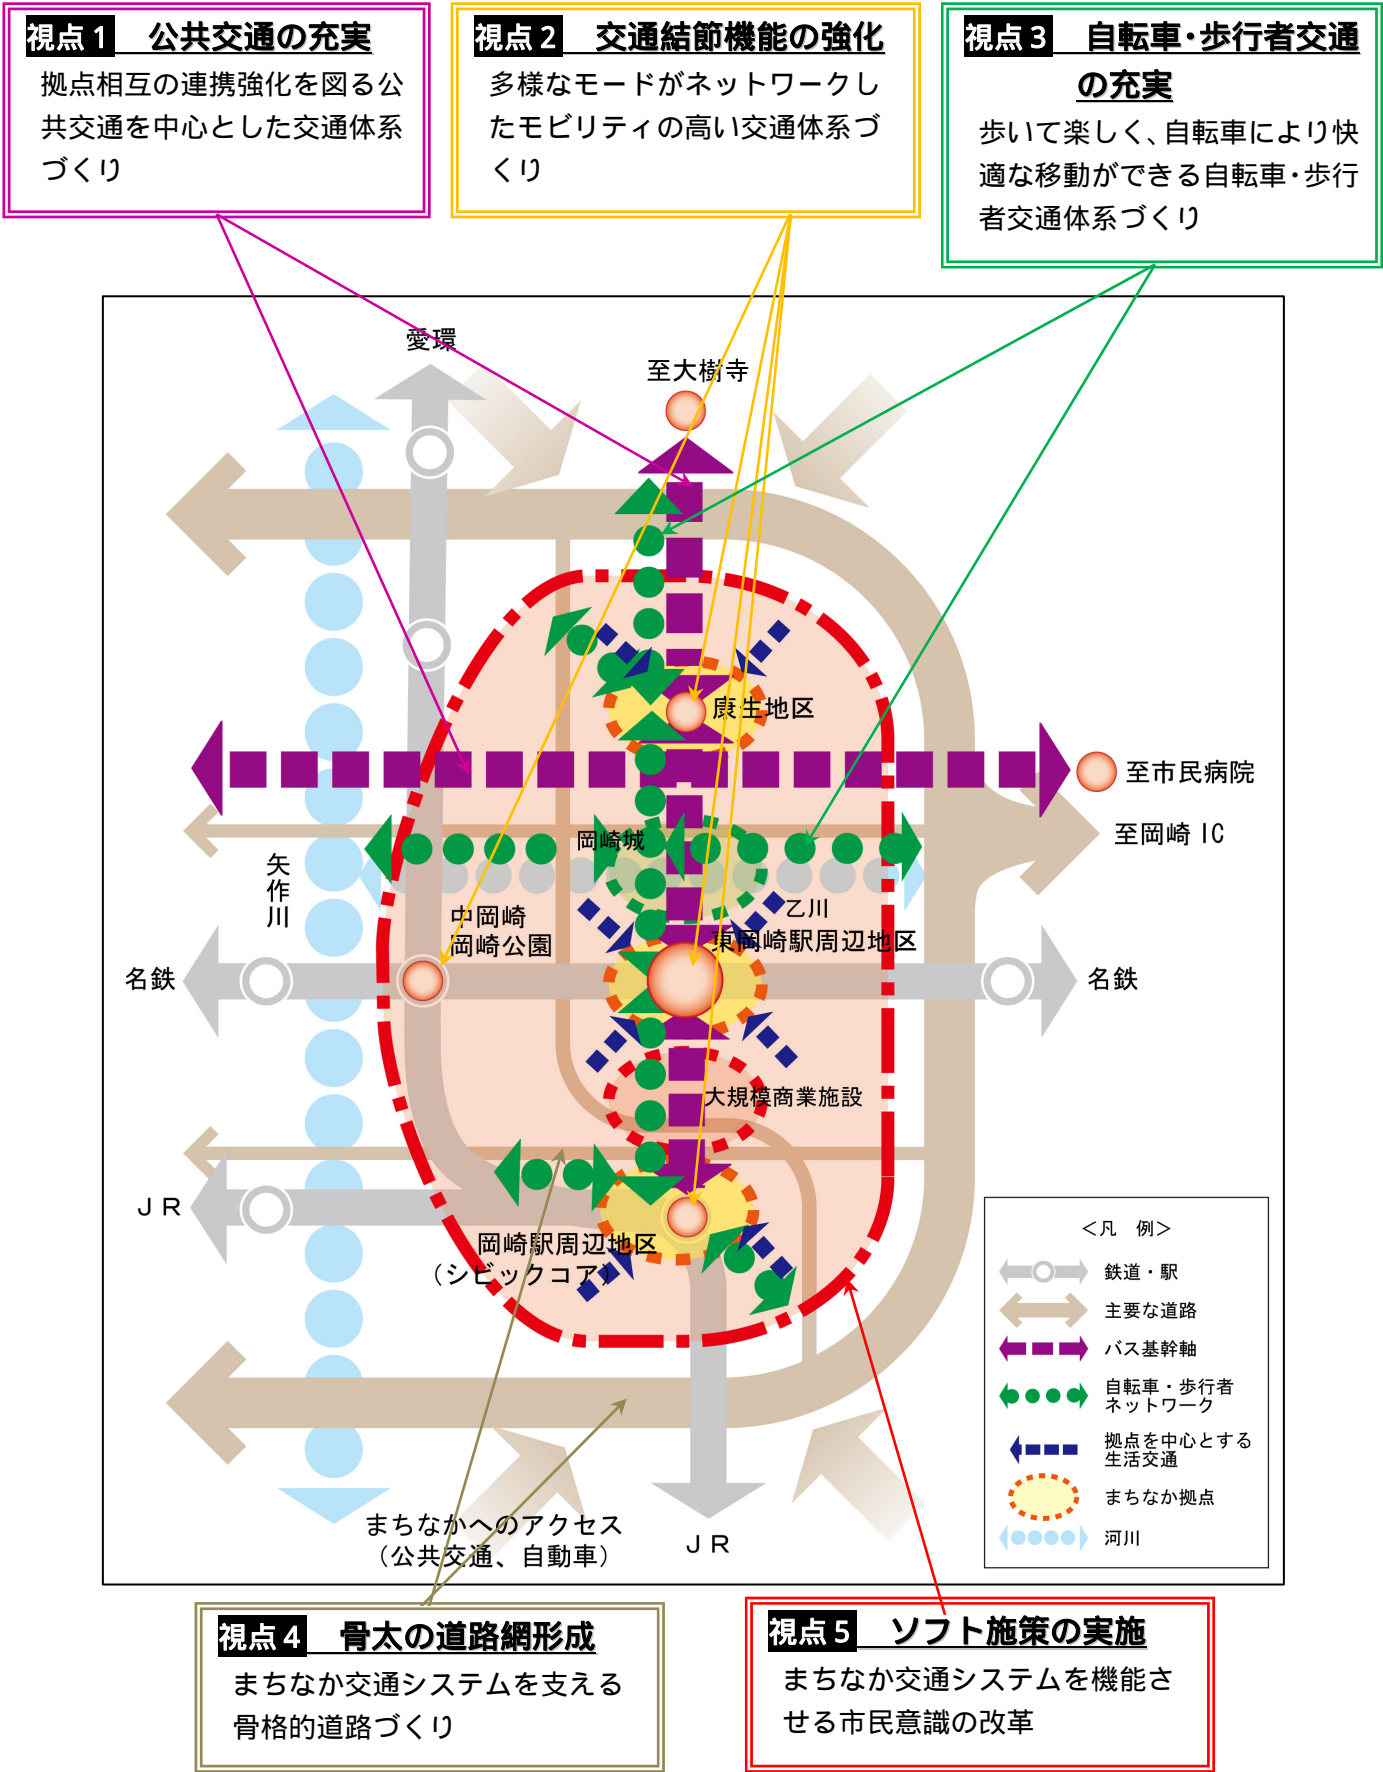 視点1 公共交通の充実
拠点相互の連携強化を図る公
共交通を中心とした交通体系
づくり
視点2 交通結節機能の強化
多様なモードがネットワークし
たモビリティの高い交通体系づ
くり
視点3 自転車・歩行者交通
の充実
歩いて楽しく、自転車により快
適な移動ができる自転車・歩行
者交通体系づくり
愛環
至大樹寺
康生地区
至市民病院
至岡崎IC
岡崎城
矢作川
乙川
中岡崎
岡崎公園
東岡崎駅周辺地区
名鉄
名鉄
大規模商業施設
JR
岡崎駅周辺地区
(シビックコア)
<凡 例>
鉄道・駅
主要な道路
バス基幹軸
自転車・歩行者
ネットワーク
拠点を中心とする
生活交通
まちなか拠点
河川
まちなかへのアクセス
(公共交通、自動車)
JR
視点4 骨太の道路網形成
まちなか交通システムを支える
骨格的道路づくり
視点5 ソフト施策の実施
まちなか交通システムを機能さ
せる市民意識の改革